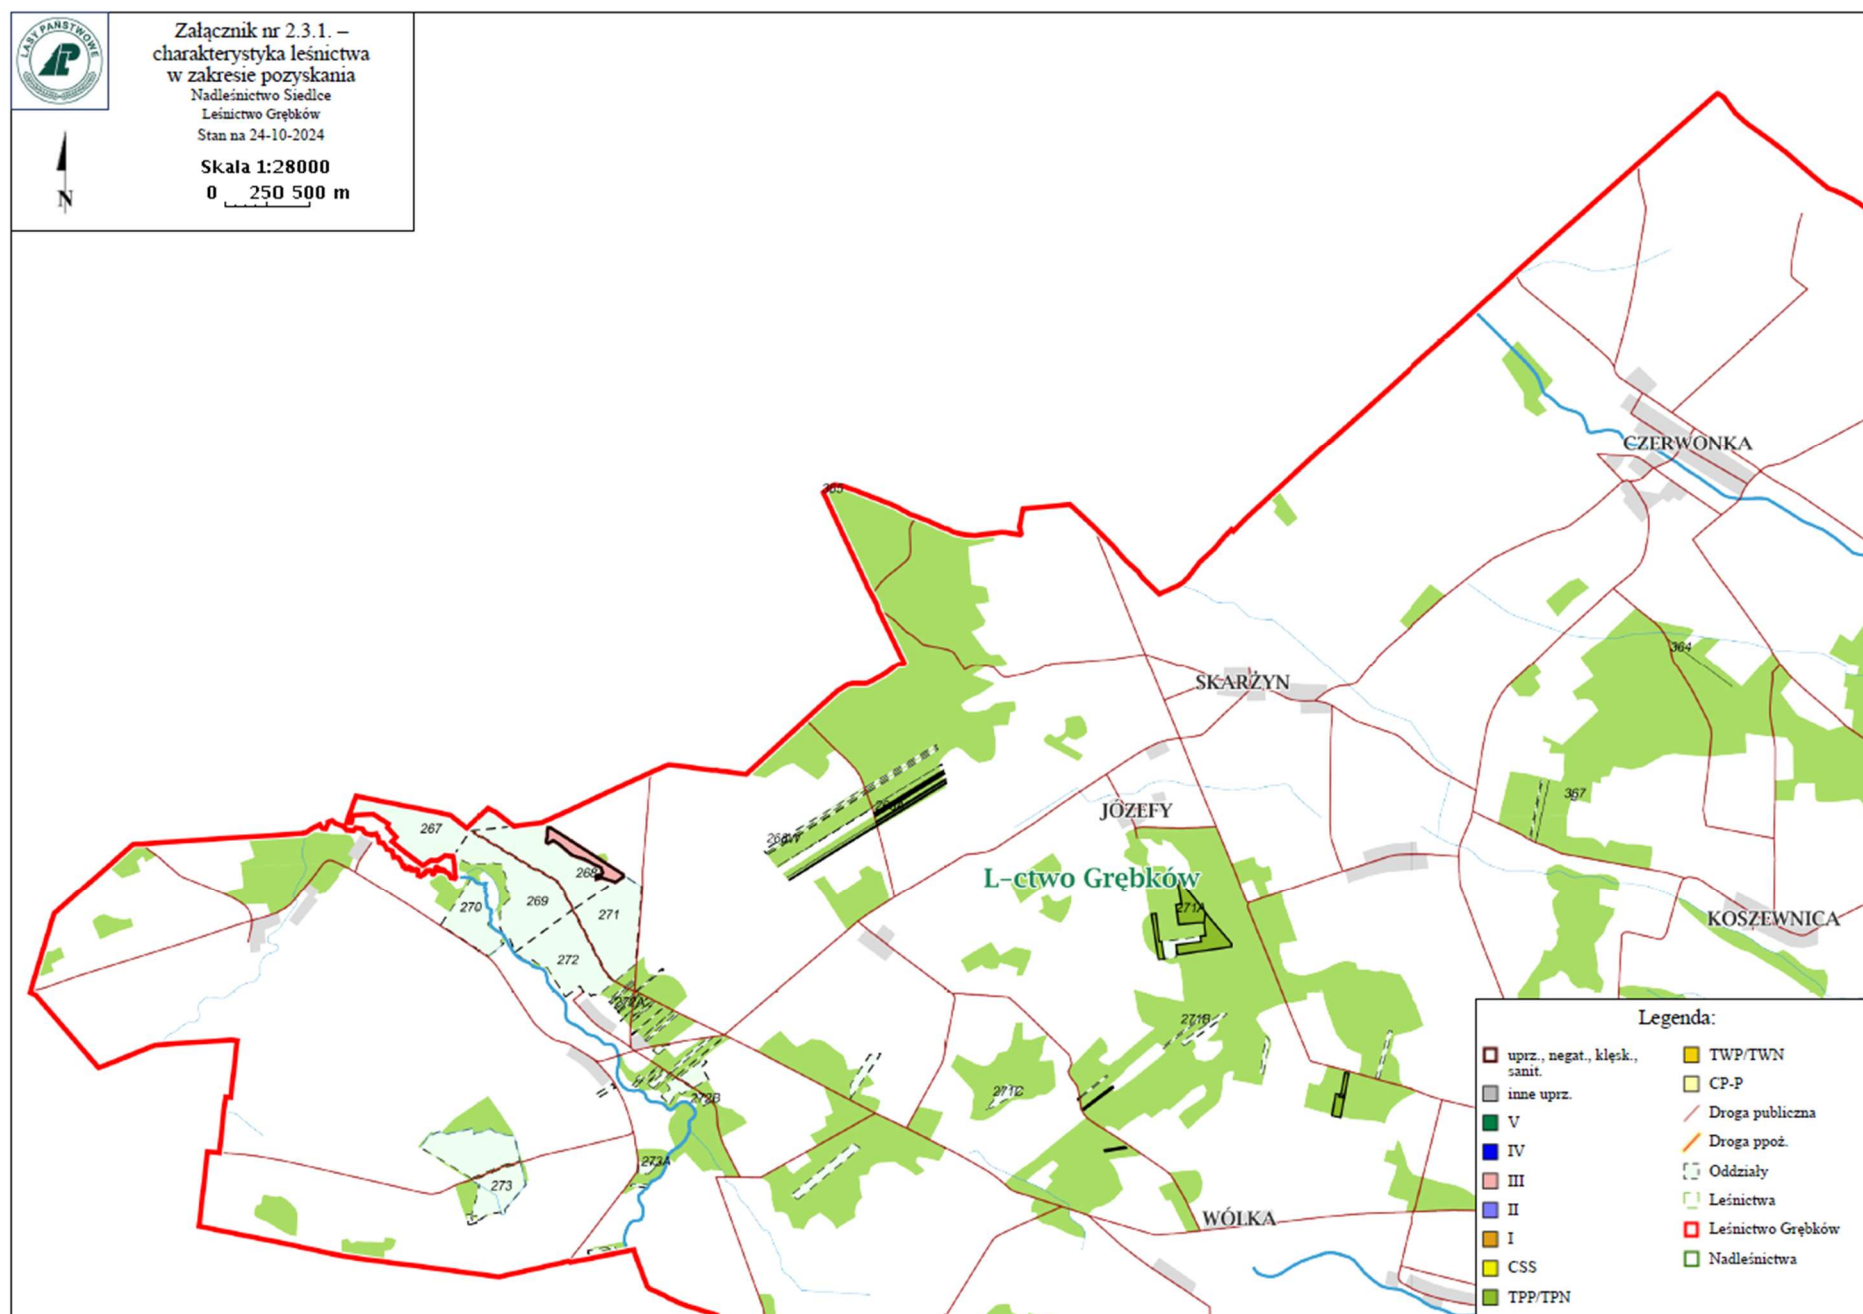 LASY PAŃSTWOWE
Załącznik nr 2.3.1. –
charakterystyka leśnictwa
w zakresie pozyskania
Nadleśnictwo Siedlce
Leśnictwo Grębków
Stan na 24-10-2024
Skala 1:28000
0 250 500 m
N
CZERWONKA
365
364
SKARŻYN
367
JÓZEFY
267
268
L-ctwo Grębków
269
270
271
271A
KOSZEWNICA
272
272A
271B
271C
272B
273A
273
WÓLKA
Legenda:
uprz., negat., klęsk.,
sanit.
inne uprz.
V
IV
III
II
I
CSS
TPP/TPN
TWP/TWN
CP-P
Droga publiczna
Droga ppoż.
Oddziały
Leśnictwa
Leśnictwo Grębków
Nadleśnictwa